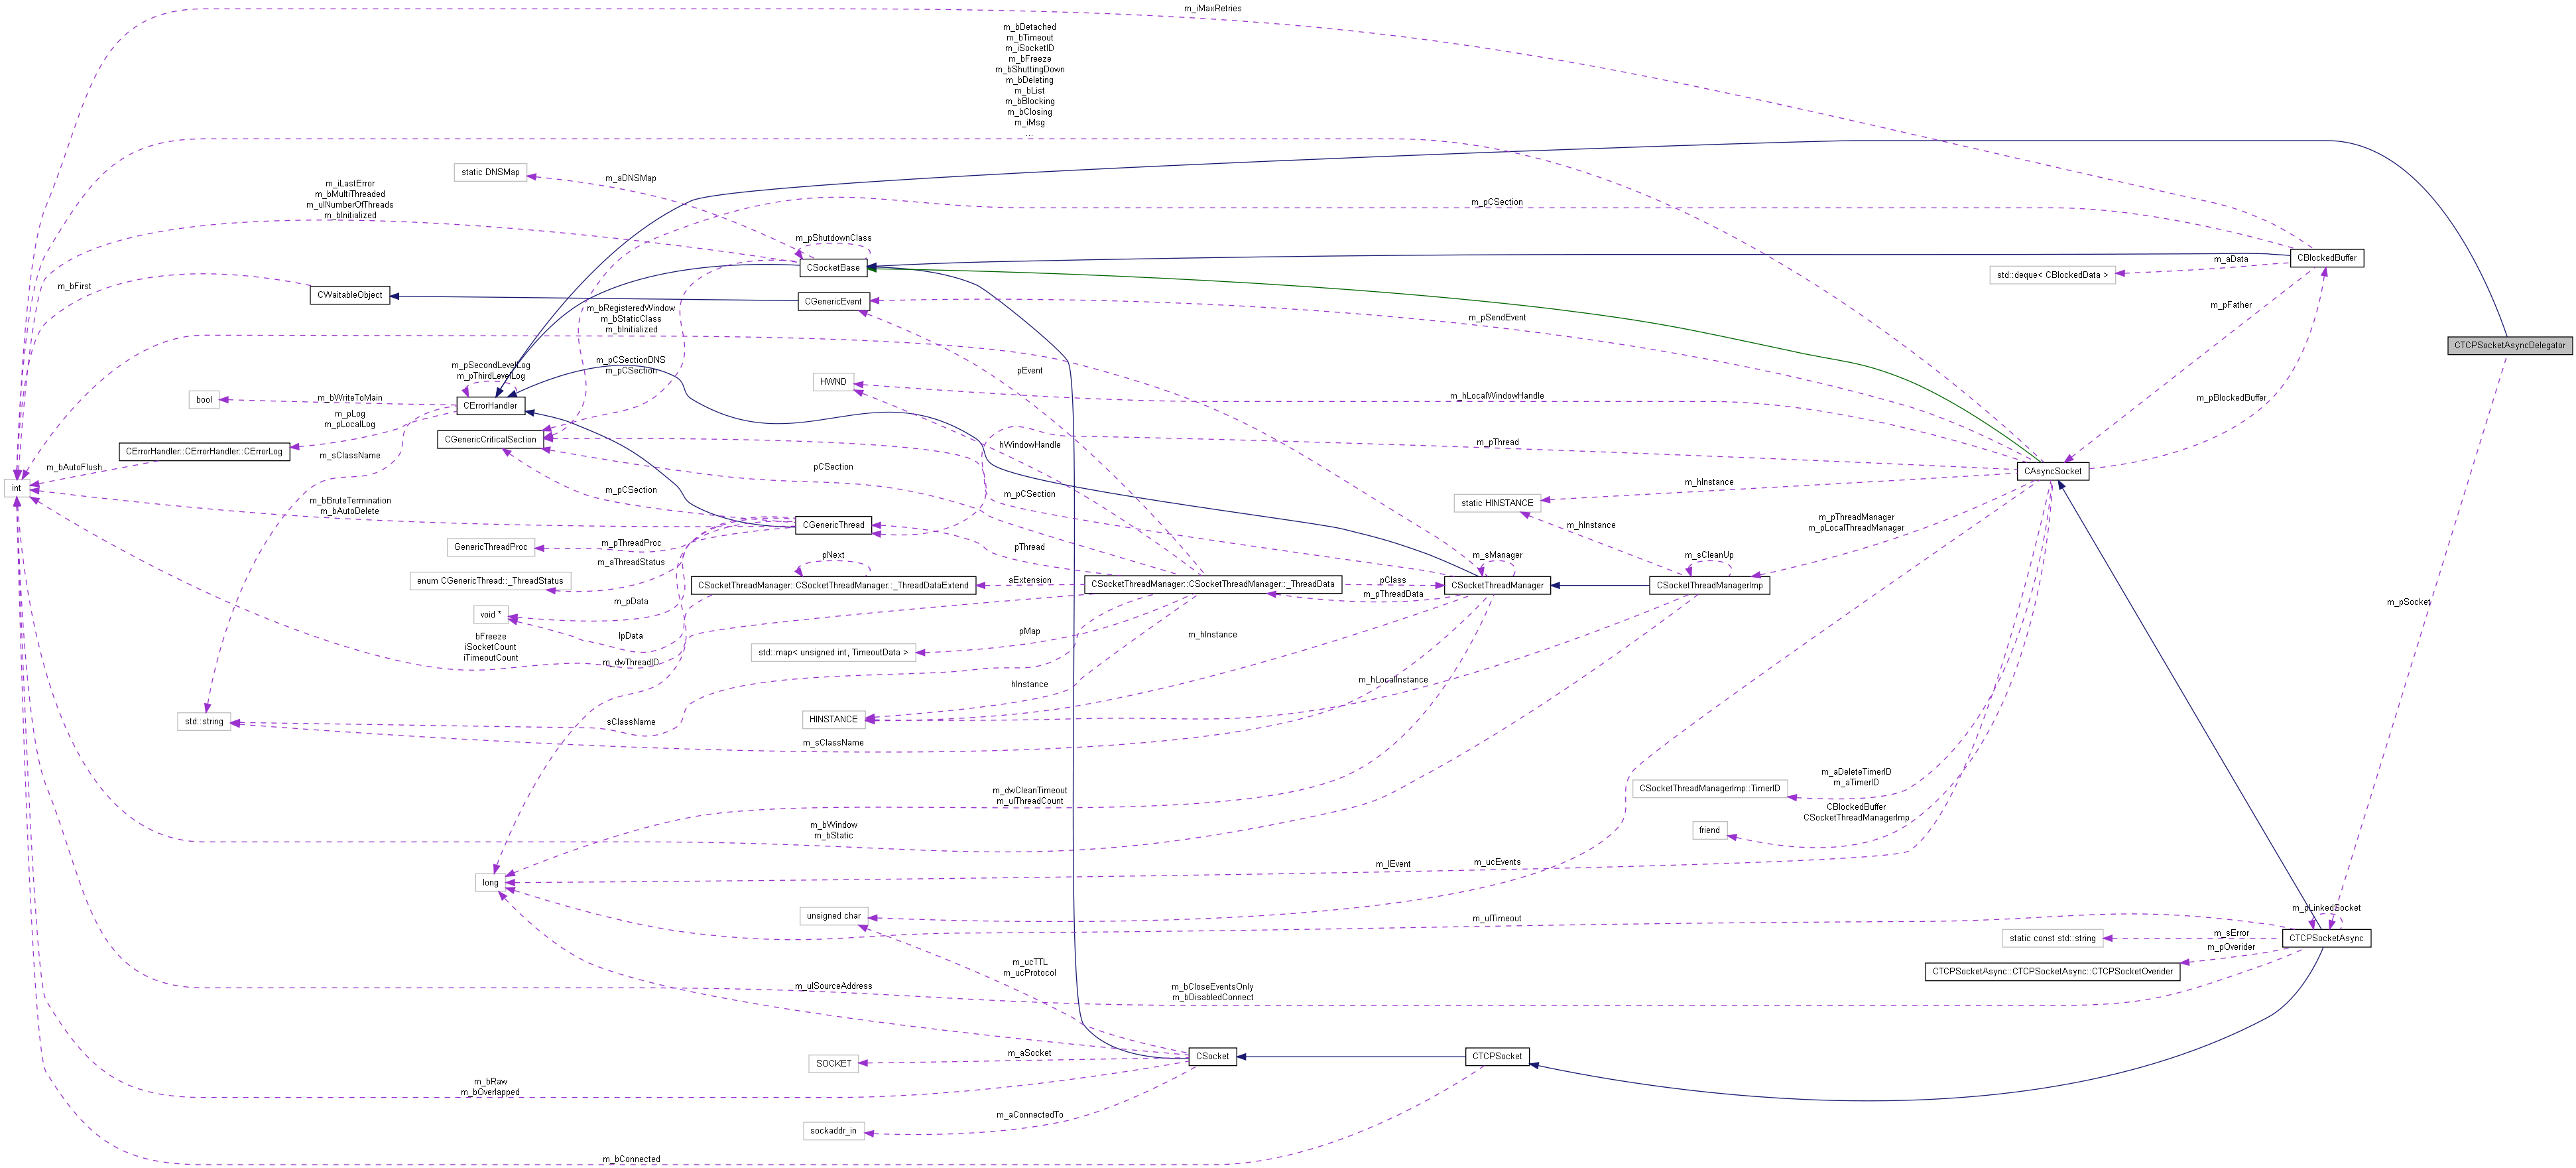 m_iMaxRetries
m_bDetached
m_bTimeout
m_iSocketID
m_bFreeze
m_bShuttingDown
m_bDeleting
m_bList
m_bBlocking
m_bClosing
m_iMsg
...
static DNSMap
m_aDNSMap
m_iLastError
m_bMultiThreaded
m_ulNumberOfThreads
m_bInitialized
m_pCSection
m_pShutdownClass
CSocketBase
CBlockedBuffer
m_aData
std::deque< CBlockedData >
m_bFirst
CWaitableObject
CGenericEvent
m_pFather
m_bRegisteredWindow
m_bStaticClass
m_bInitialized
m_pSendEvent
CTCPSocketAsyncDelegator
m_pSecondLevelLog
m_pThirdLevelLog
m_pCSectionDNS
m_pCSection
pEvent
HWND
bool
m_bWriteToMain
CErrorHandler
m_hLocalWindowHandle
m_pBlockedBuffer
m_pLog
m_pLocalLog
CGenericCriticalSection
hWindowHandle
m_pThread
CErrorHandler::CErrorHandler::CErrorLog
m_sClassName
m_bAutoFlush
pCSection
CAsyncSocket
int
m_pCSection
m_pCSection
m_hInstance
static HINSTANCE
m_bBruteTermination
m_bAutoDelete
CGenericThread
m_pThreadManager
m_pLocalThreadManager
m_hInstance
GenericThreadProc
m_pThreadProc
pThread
pNext
m_sManager
m_sCleanUp
m_aThreadStatus
enum CGenericThread::_ThreadStatus
CSocketThreadManager::CSocketThreadManager::_ThreadDataExtend
aExtension
CSocketThreadManager::CSocketThreadManager::_ThreadData
pClass
m_pThreadData
CSocketThreadManager
CSocketThreadManagerImp
m_pData
m_pSocket
void *
bFreeze
iSocketCount
iTimeoutCount
lpData
pMap
m_hInstance
std::map< unsigned int, TimeoutData >
m_dwThreadID
hInstance
m_hLocalInstance
std::string
sClassName
HINSTANCE
m_sClassName
m_aDeleteTimerID
m_aTimerID
m_dwCleanTimeout
m_ulThreadCount
CSocketThreadManagerImp::TimerID
CBlockedBuffer
CSocketThreadManagerImp
m_bWindow
m_bStatic
friend
m_lEvent
m_ucEvents
long
m_pLinkedSocket
unsigned char
m_ulTimeout
static const std::string
m_sError
CTCPSocketAsync
m_pOverider
m_ucTTL
m_ucProtocol
CTCPSocketAsync::CTCPSocketAsync::CTCPSocketOverider
m_ulSourceAddress
m_bCloseEventsOnly
m_bDisabledConnect
m_aSocket
SOCKET
CSocket
CTCPSocket
m_bRaw
m_bOverlapped
m_aConnectedTo
sockaddr_in
m_bConnected